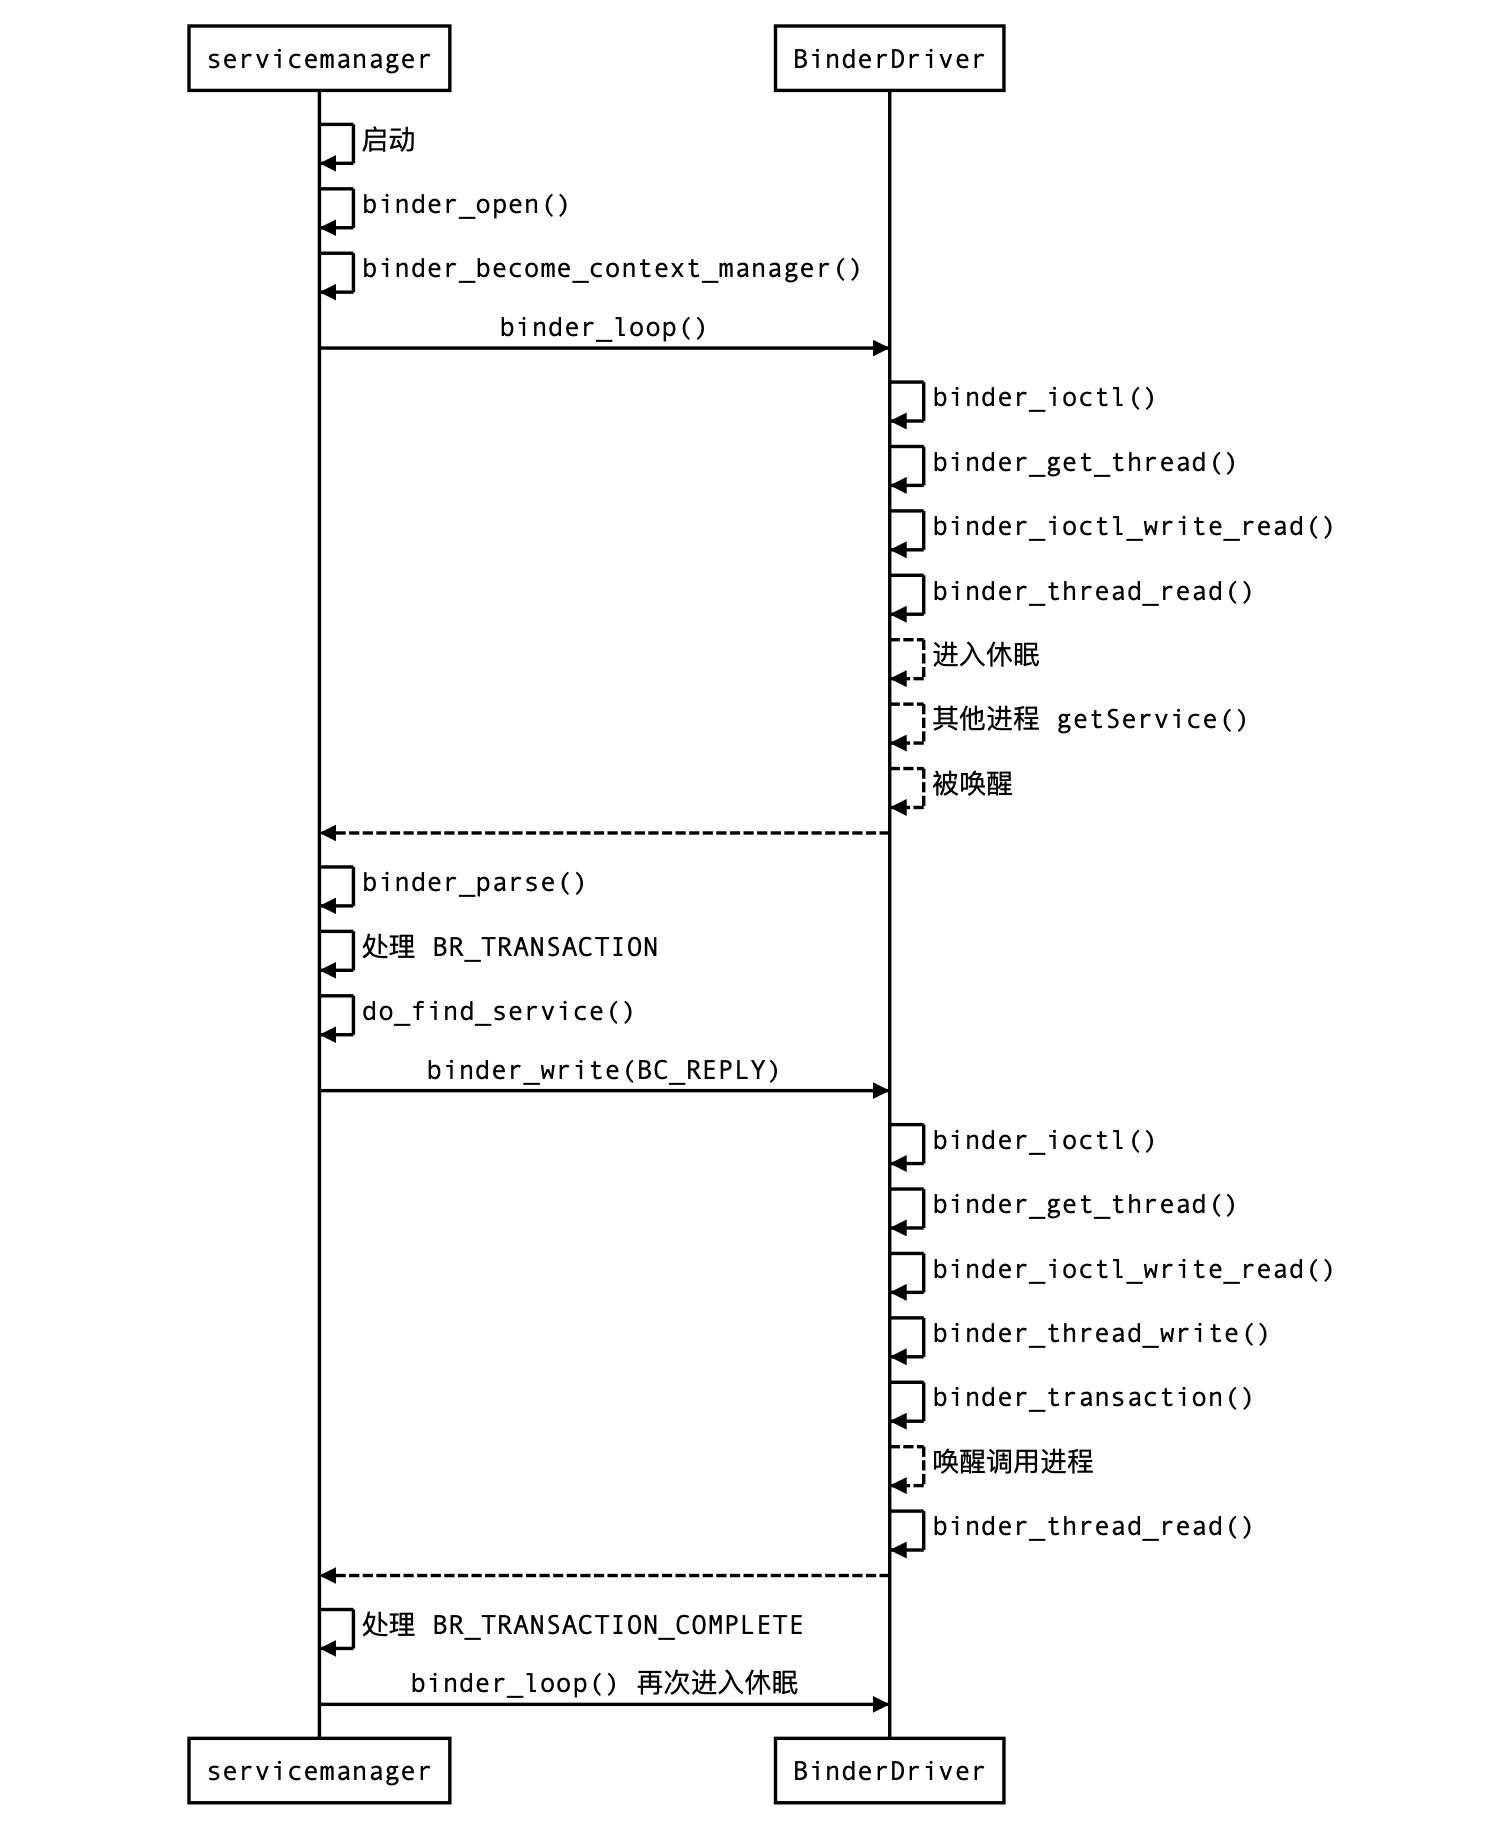 servicemanager
BinderDriver
启动
binder_open()
binder_become_context_manager()
binder_loop()
binder_ioctl()
binder_get_thread()
binder_ioctl_write_read()
binder_thread_read()
进入休眠
其他进程 getService()
被唤醒
binder_parse()
处理 BR_TRANSACTION
do_find_service()
binder_write(BC_REPLY)
binder_ioctl()
binder_get_thread()
binder_ioctl_write_read()
binder_thread_write()
binder_transaction()
唤醒调用进程
binder_thread_read()
处理 BR_TRANSACTION_COMPLETE
binder_loop() 再次进入休眠
servicemanager
BinderDriver